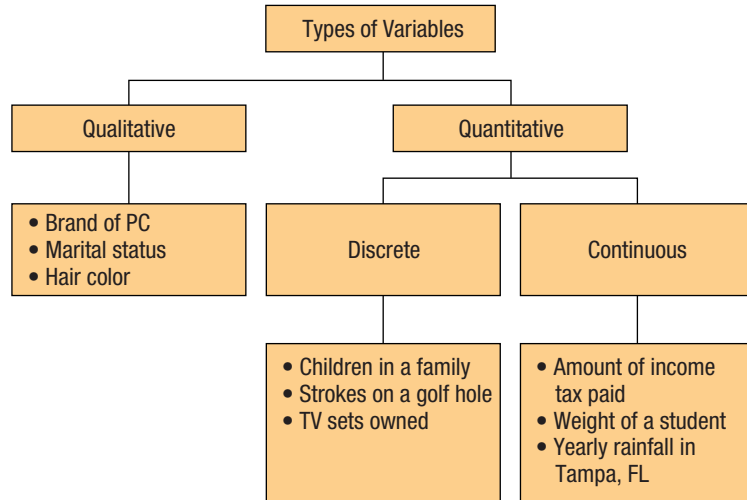 Types of Variables
Qualitative
Quantitative
• Brand of PC
• Marital status
• Hair color
Discrete
Continuous
• Children in a family
• Strokes on a golf hole
• TV sets owned
• Amount of income
tax paid
• Weight of a student
• Yearly rainfall in
Tampa, FL